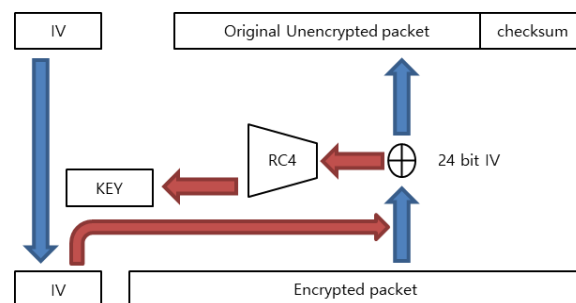 IV
Original Unencrypted packet
checksum
RC4
24 bit IV
KEY
IV
Encrypted packet